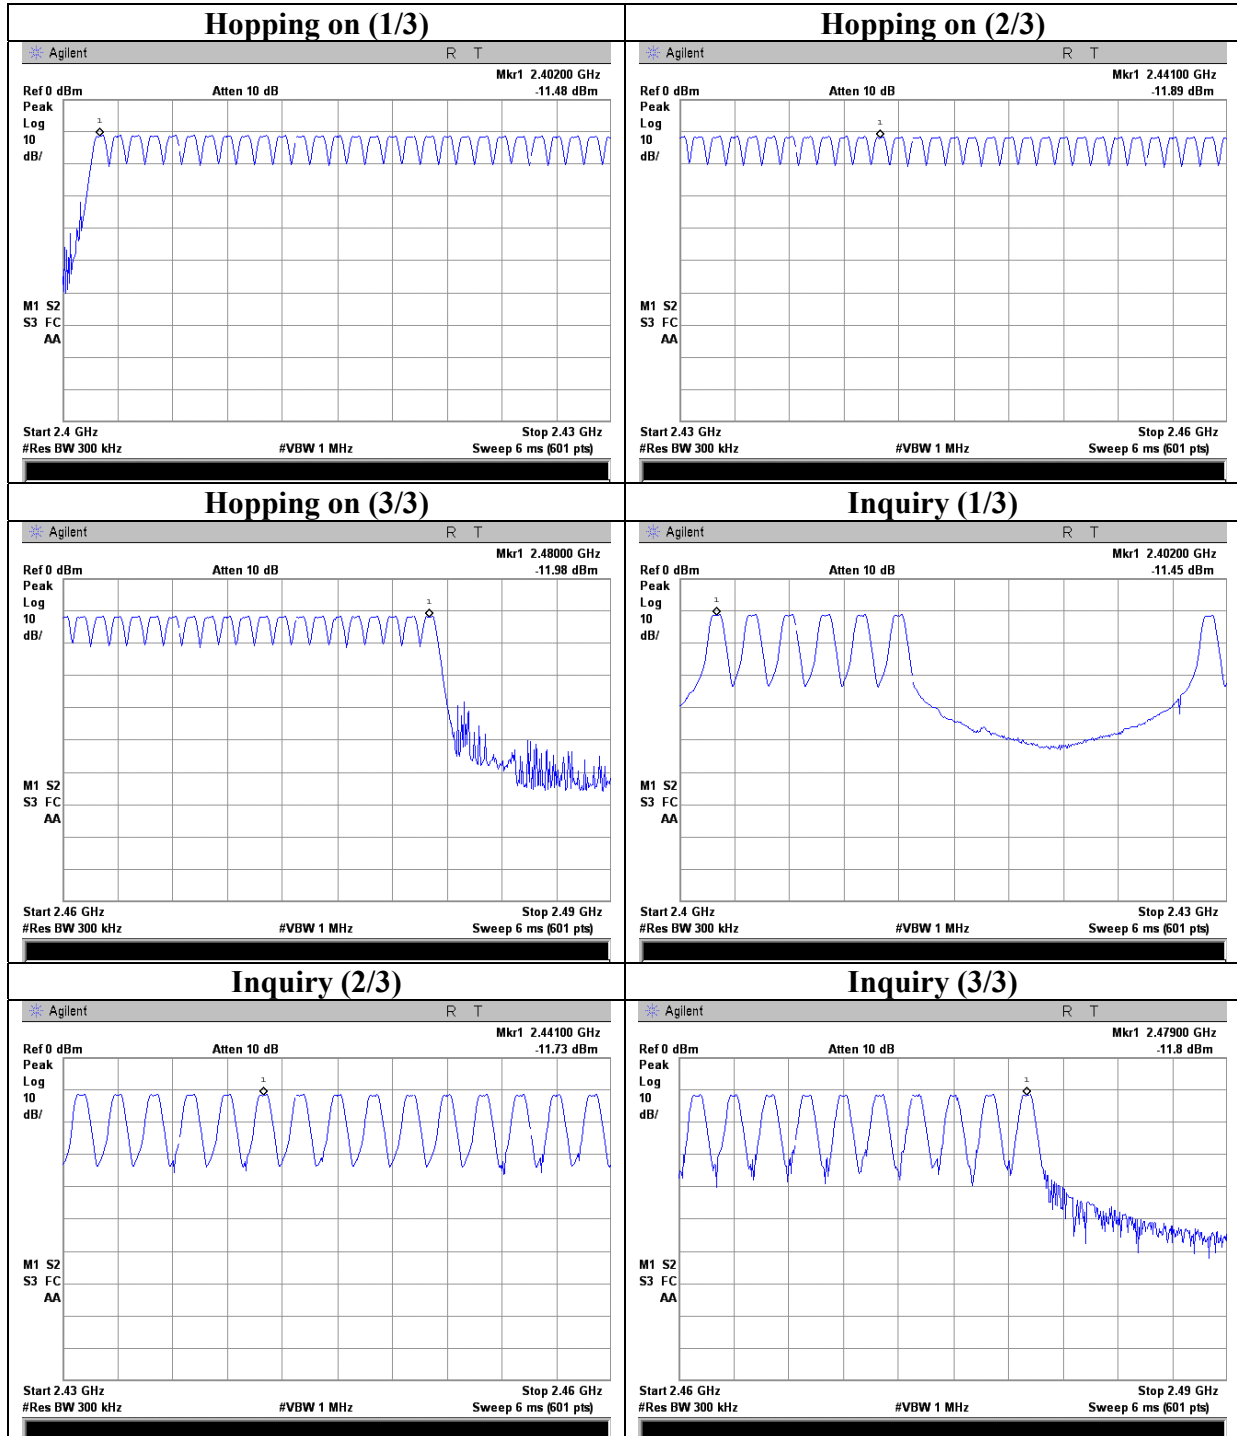 Hopping on (1/3)
Agilent R T
Mkr1 2.40200 GHz
Ref 0 dBm Atten 10 dB -11.48 dBm
Peak
Log
10
dB/
1
M1 S2
S3 FC
AA
Start 2.4 GHz Stop 2.43 GHz
#Res BW 300 kHz #VBW 1 MHz Sweep 6 ms (601 pts)
Hopping on (2/3)
Agilent R T
Mkr1 2.44100 GHz
Ref 0 dBm Atten 10 dB -11.89 dBm
Peak
Log
10
dB/
1
M1 S2
S3 FC
AA
Start 2.43 GHz Stop 2.46 GHz
#Res BW 300 kHz #VBW 1 MHz Sweep 6 ms (601 pts)
Hopping on (3/3)
Agilent R T
Mkr1 2.48000 GHz
Ref 0 dBm Atten 10 dB -11.98 dBm
Peak
Log
10
dB/
1
M1 S2
S3 FC
AA
Start 2.46 GHz Stop 2.49 GHz
#Res BW 300 kHz #VBW 1 MHz Sweep 6 ms (601 pts)
Inquiry (1/3)
Agilent R T
Mkr1 2.40200 GHz
Ref 0 dBm Atten 10 dB -11.45 dBm
Peak
Log
10
dB/
1
M1 S2
S3 FC
AA
Start 2.4 GHz Stop 2.43 GHz
#Res BW 300 kHz #VBW 1 MHz Sweep 6 ms (601 pts)
Inquiry (2/3)
Agilent R T
Mkr1 2.44100 GHz
Ref 0 dBm Atten 10 dB -11.73 dBm
Peak
Log
10
dB/
1
M1 S2
S3 FC
AA
Start 2.43 GHz Stop 2.46 GHz
#Res BW 300 kHz #VBW 1 MHz Sweep 6 ms (601 pts)
Inquiry (3/3)
Agilent R T
Mkr1 2.47900 GHz
Ref 0 dBm Atten 10 dB -11.8 dBm
Peak
Log
10
dB/
1
M1 S2
S3 FC
AA
Start 2.46 GHz Stop 2.49 GHz
#Res BW 300 kHz #VBW 1 MHz Sweep 6 ms (601 pts)